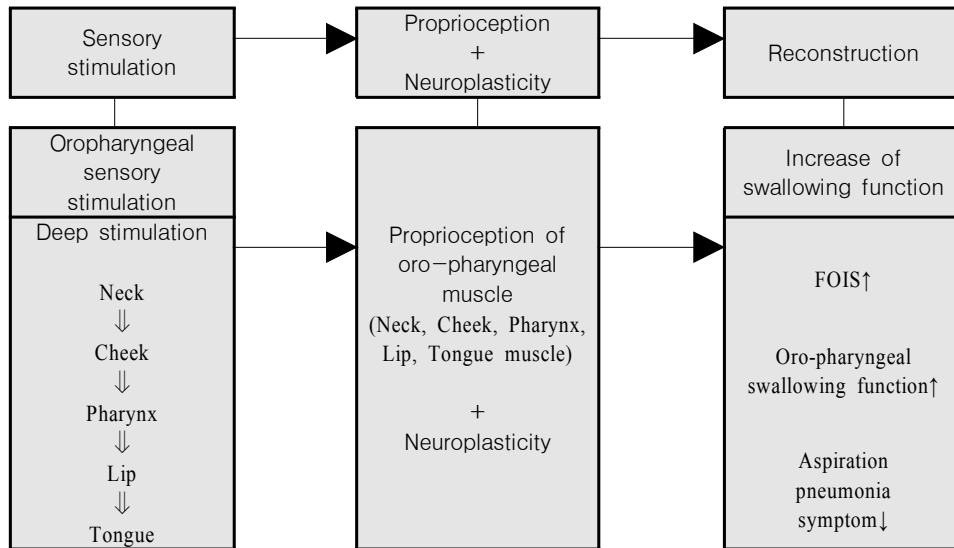 Sensory
stimulation
Proprioception
+
Neuroplasticity
Reconstruction
Oropharyngeal
sensory
stimulation
Deep stimulation
Neck
⇓
Cheek
⇓
Pharynx
⇓
Lip
⇓
Tongue
Proprioception of
oro-pharyngeal
muscle
(Neck, Cheek, Pharynx,
Lip, Tongue muscle)
+
Neuroplasticity
Increase of
swallowing function
FOIS↑
Oro-pharyngeal
swallowing function↑
Aspiration
pneumonia
symptom↓